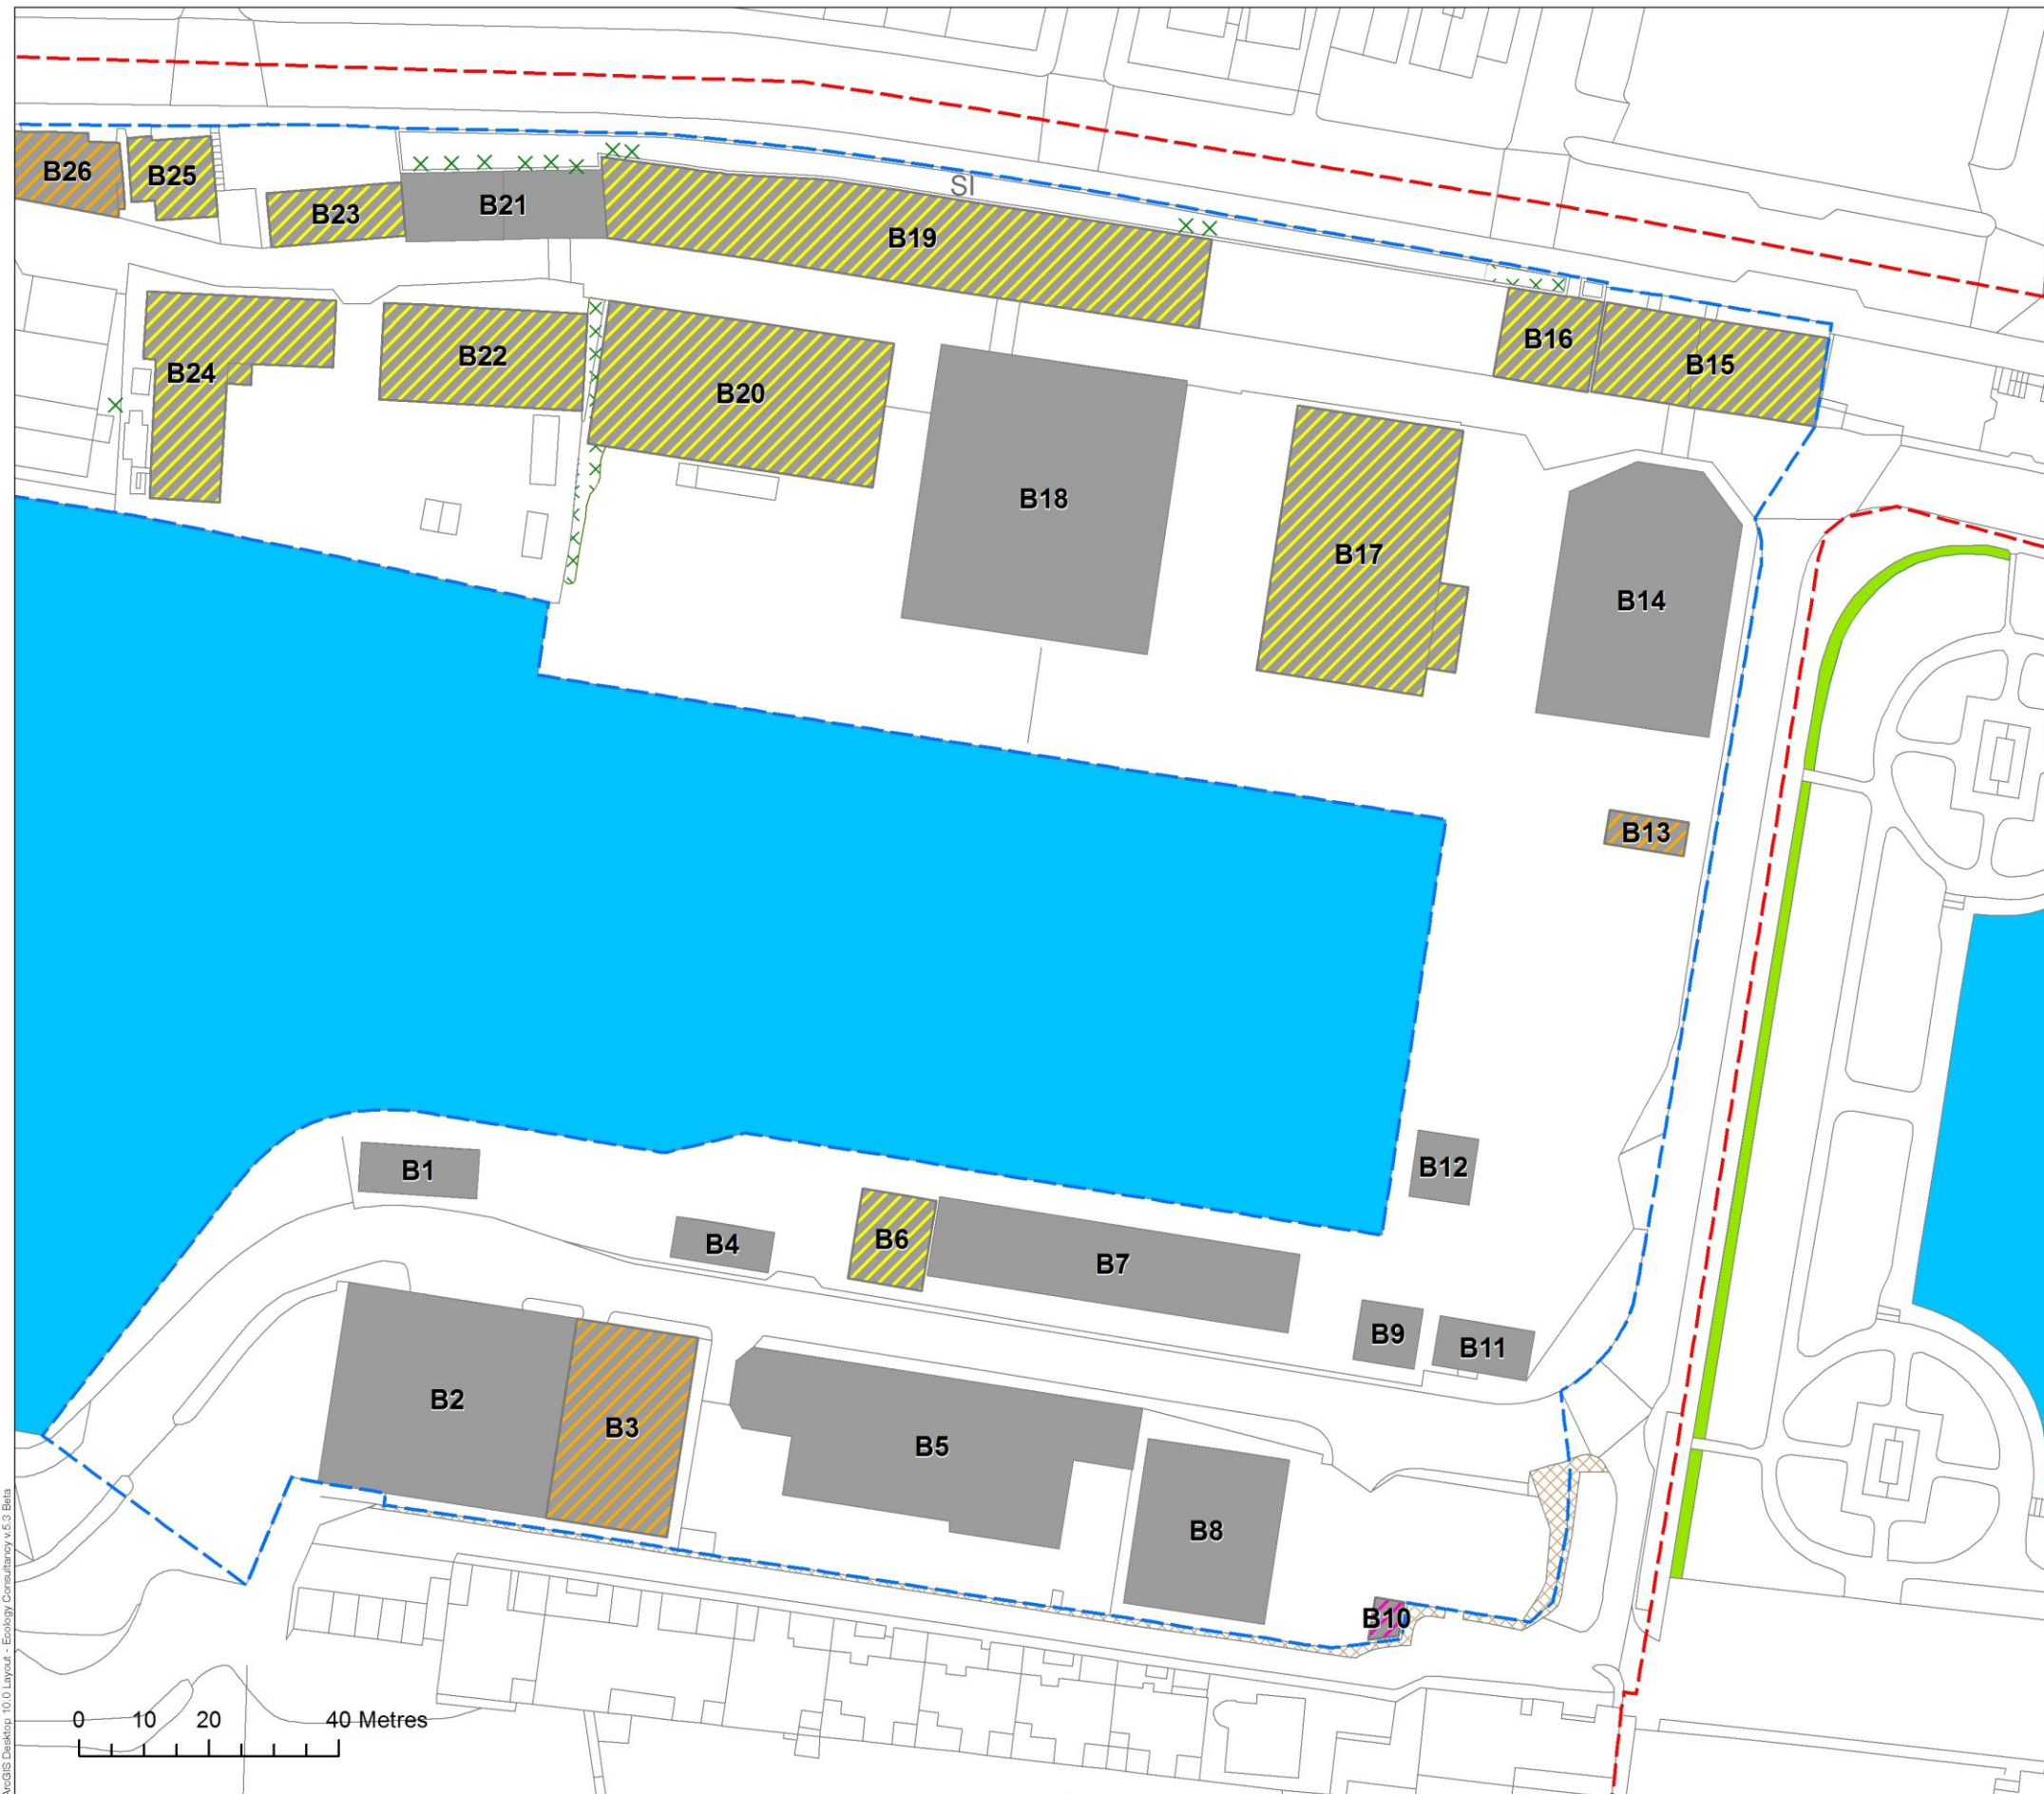 SI
B26
B25
B23
B21
B19
B24
B22
B20
B16
B15
B18
B17
B14
B13
B1
B4
B6
B7
B12
B9
B11
B2
B3
B5
B8
B10
0 10 20 40 Metres
ArcGIS Desktop 10.0 Layout - Ecology Consultancy v.5.3 Beta